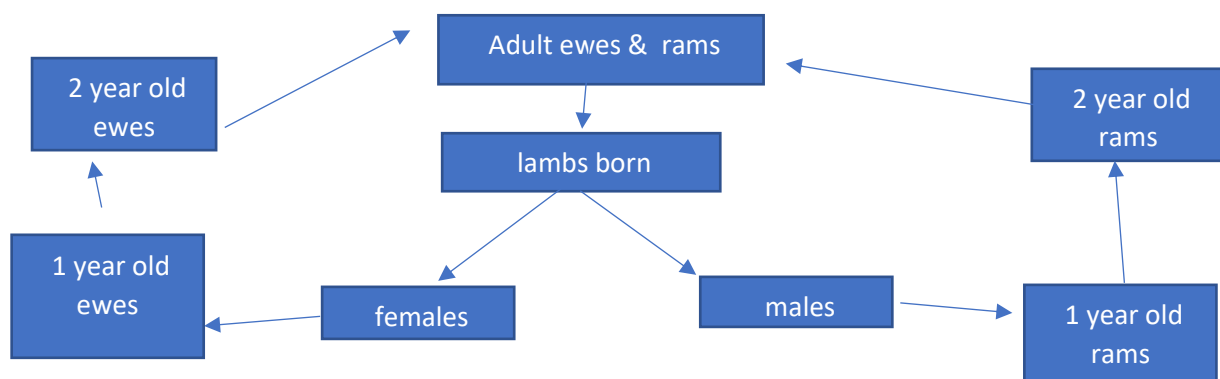 Adult ewes & rams
2 year old
ewes
2 year old
rams
lambs born
1 year old
ewes
females
males
1 year old
rams